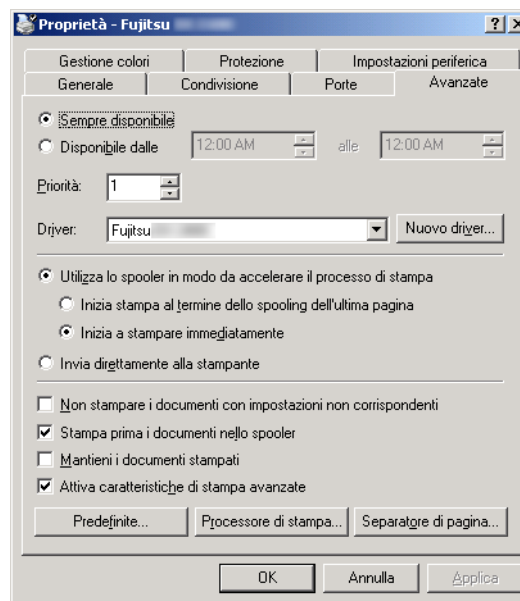 Proprietà - Fujitsu
Gestione colori Protezione Impostazioni periferica
Generale Condivisione Porte Avanzate
Sempre disponibile
Disponibile dalle 12:00 AM alle 12:00 AM
Priorità: 1
Driver: Fujitsu Nuovo driver...
Utilizza lo spooler in modo da accelerare il processo di stampa
Inizia stampa al termine dello spooling dell'ultima pagina
Inizia a stampare immediatamente
Invia direttamente alla stampante
Non stampare i documenti con impostazioni non corrispondenti
Stampa prima i documenti nello spooler
Mantieni i documenti stampati
Attiva caratteristiche di stampa avanzate
Predefinite... Processore di stampa... Separatore di pagina...
OK Annulla Applica